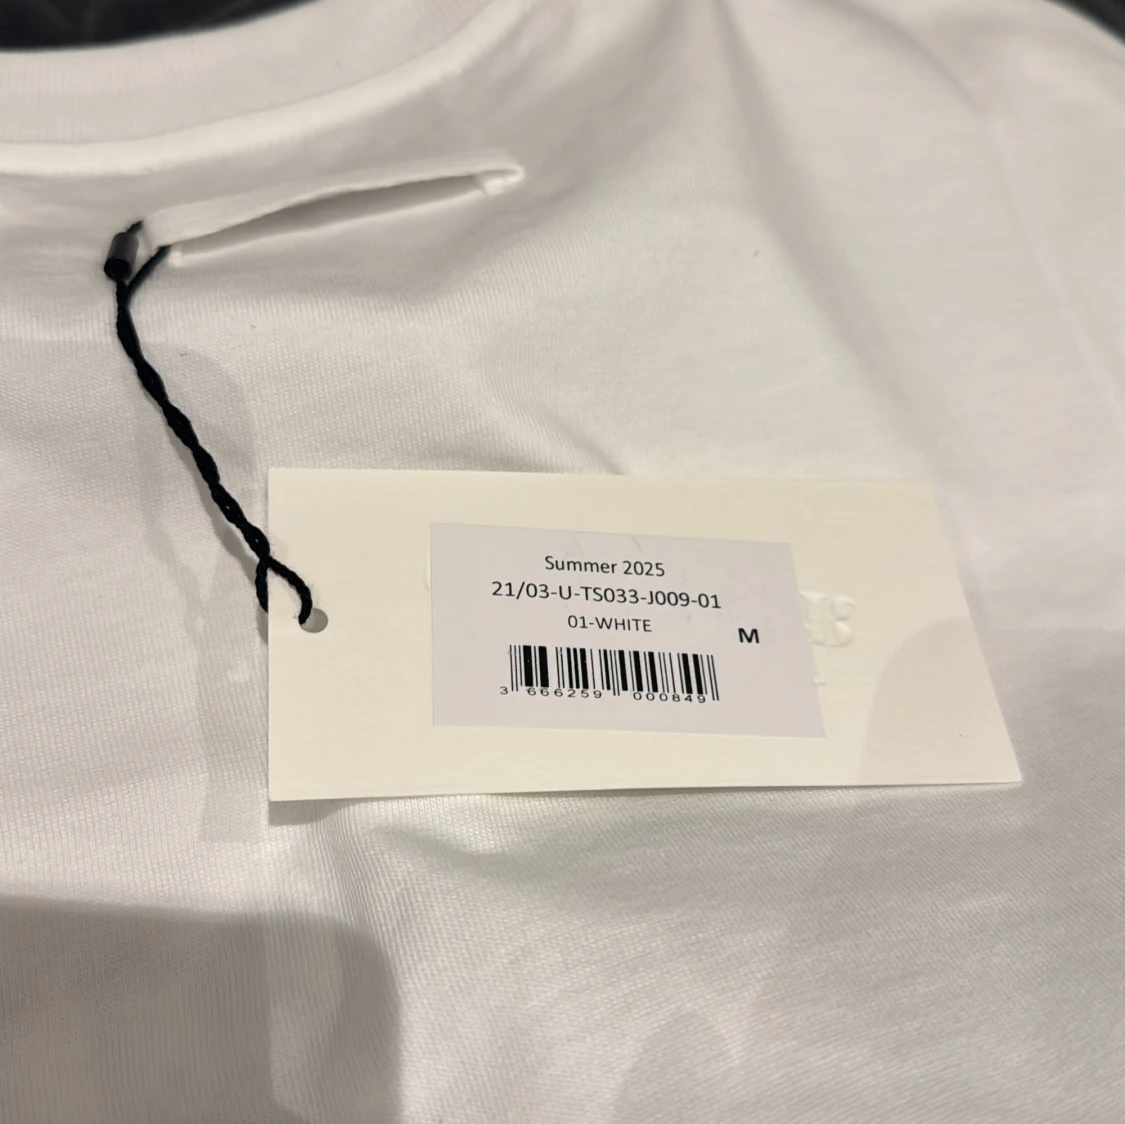 Summer 2025
21/03-U-TS033-J009-01
01-WHITE
M
3 666259 000849